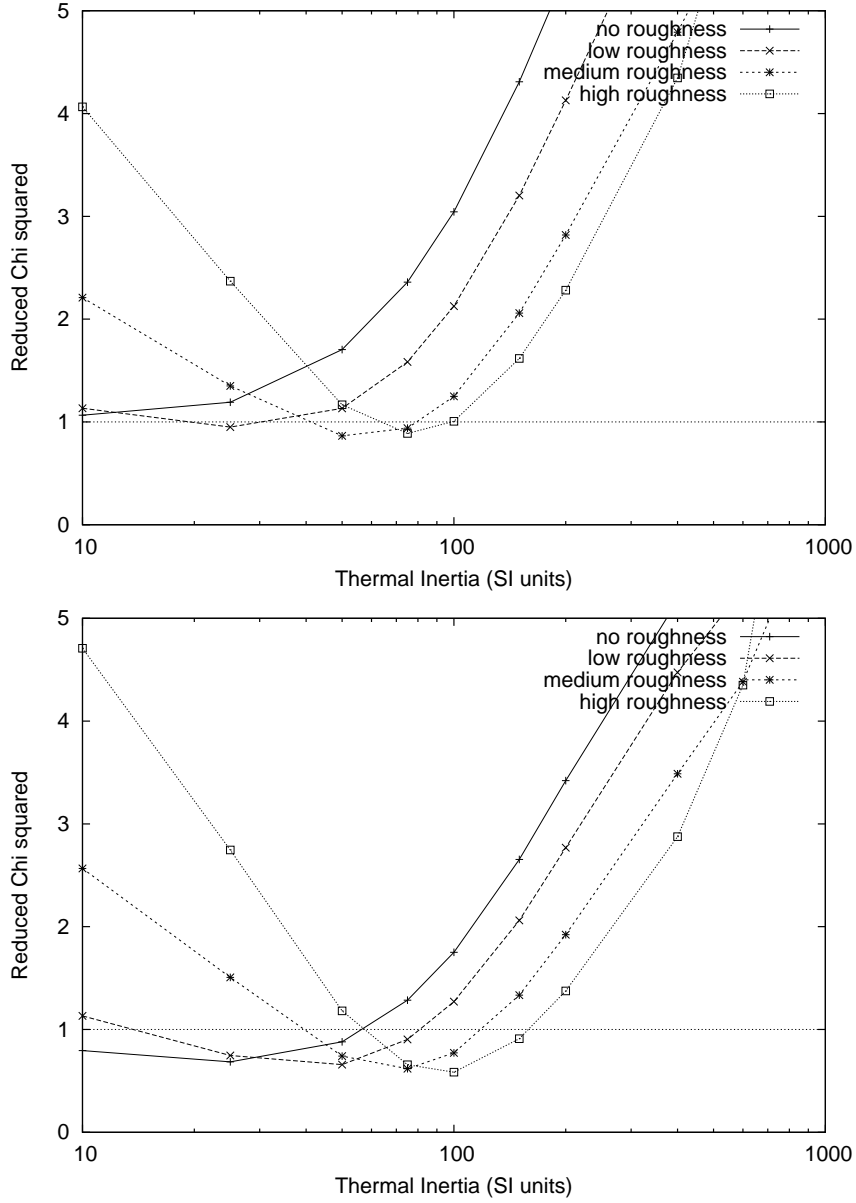 5
4
3
2
1
0
Reduced Chi squared
no roughness
low roughness
medium roughness
high roughness
10
100
1000
Thermal Inertia (SI units)
5
4
3
2
1
0
Reduced Chi squared
no roughness
low roughness
medium roughness
high roughness
10
100
1000
Thermal Inertia (SI units)